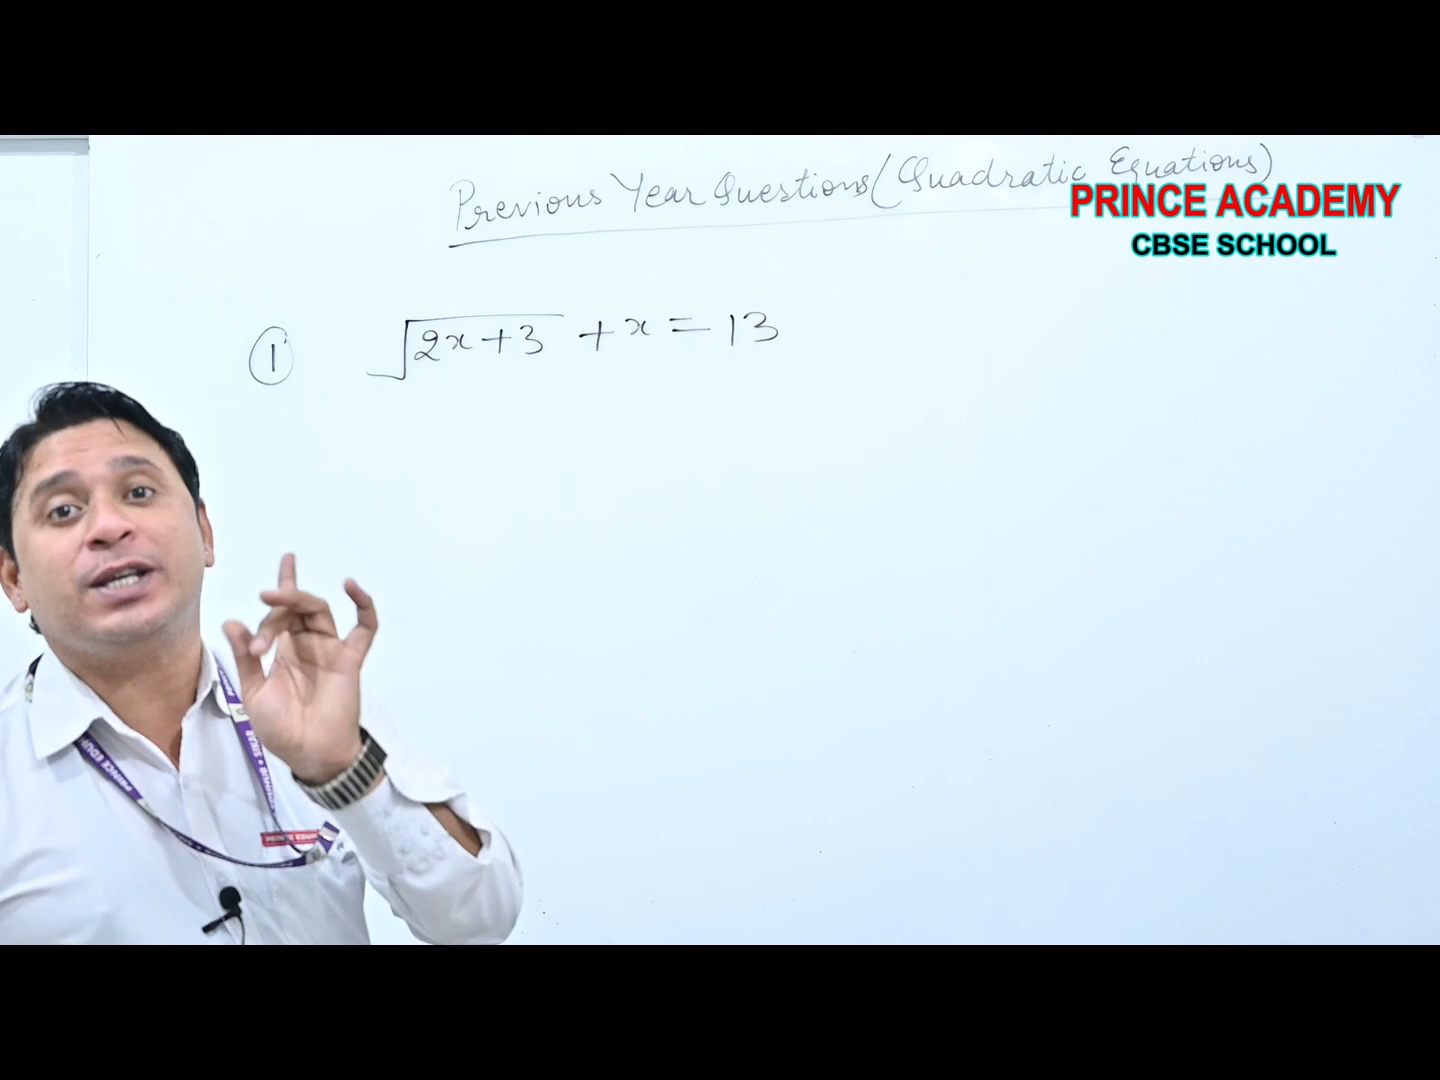 Previous Year Questions (Quadratic Equations)
PRINCE ACADEMY
CBSE SCHOOL
① √2x+3 + x = 13